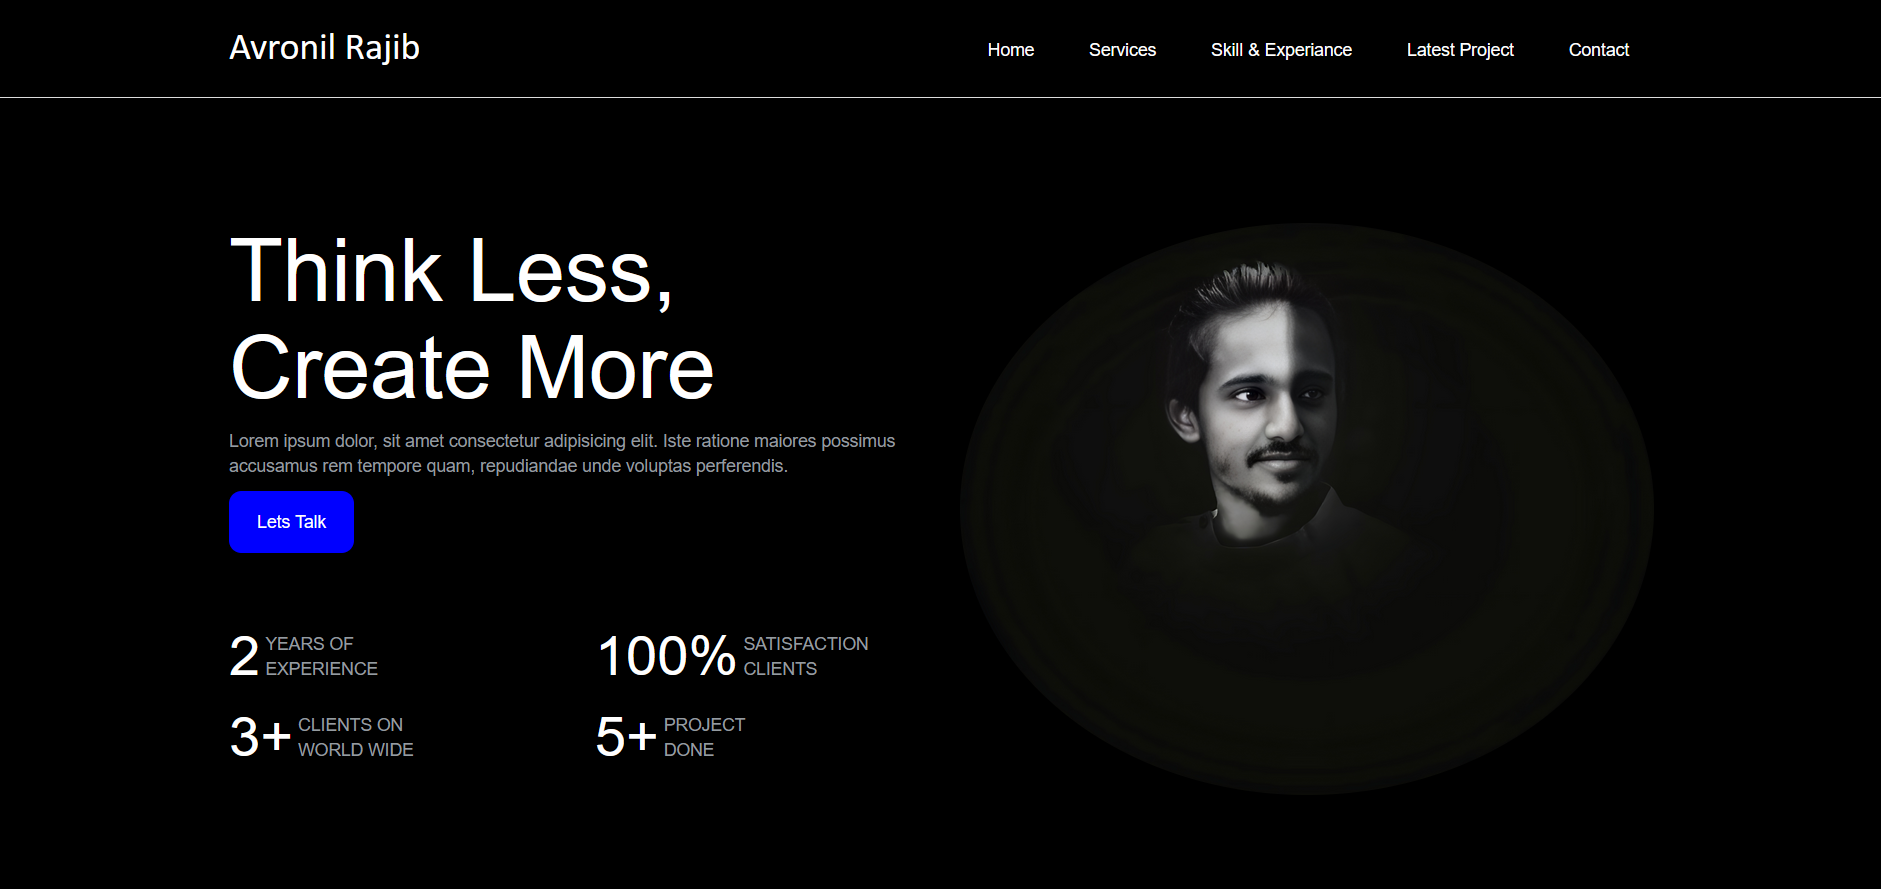 Avronil Rajib
Home Services Skill & Experiance Latest Project Contact
Think Less,
Create More
Lorem ipsum dolor, sit amet consectetur adipisicing elit. Iste ratione maiores possimus
accusamus rem tempore quam, repudiandae unde voluptas perferendis.
Lets Talk
2 YEARS OF
EXPERIENCE
100% SATISFACTION
CLIENTS
3+ CLIENTS ON
WORLD WIDE
5+ PROJECT
DONE